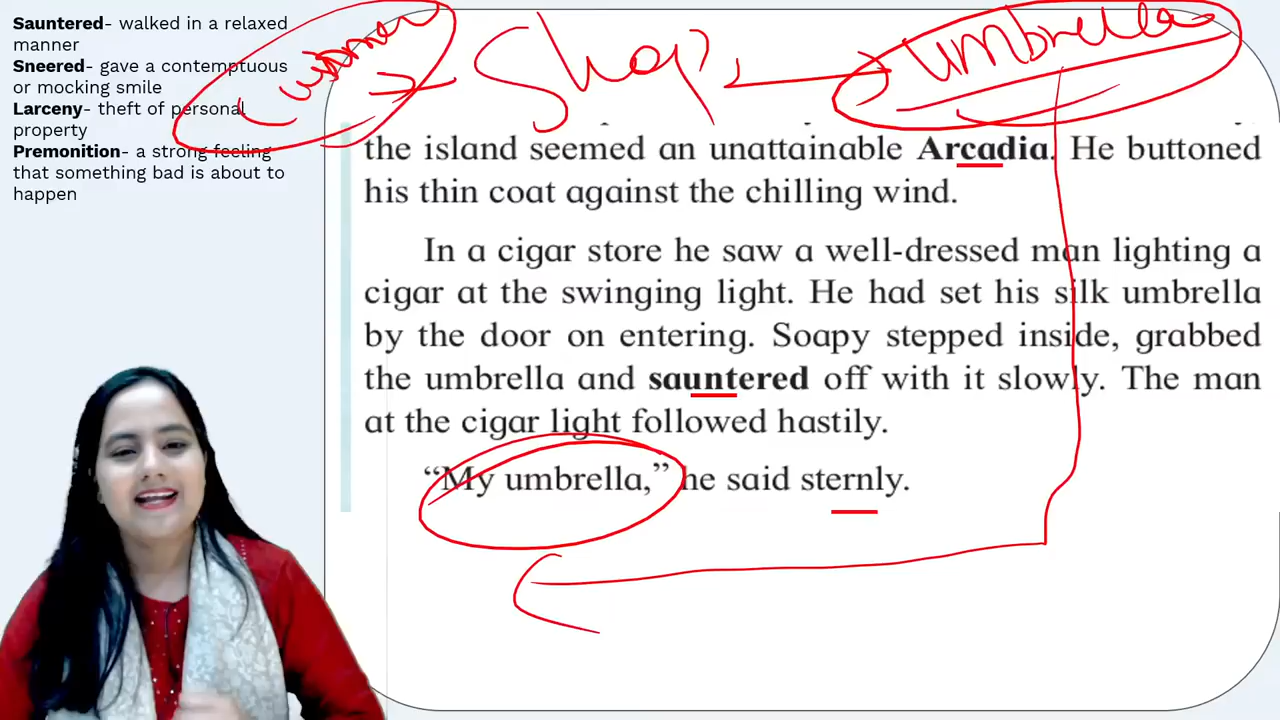 Sauntered- walked in a relaxed
manner
Sneered- gave a contemptuous
or mocking smile
Larceny- theft of personal
property
Premonition- a strong feeling
that something bad is about to
happen
Shop
umbrella
the island seemed an unattainable Arcadia. He buttoned
his thin coat against the chilling wind.
In a cigar store he saw a well-dressed man lighting a
cigar at the swinging light. He had set his silk umbrella
by the door on entering. Soapy stepped inside, grabbed
the umbrella and sauntered off with it slowly. The man
at the cigar light followed hastily.
“My umbrella,” he said sternly.